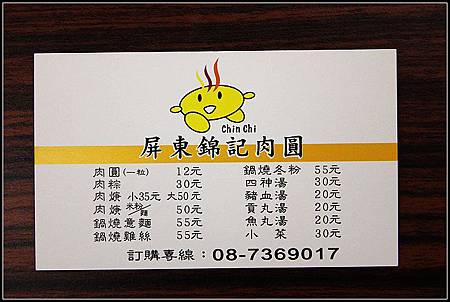 Chin Chi
屏東錦記肉圓
肉圓(一粒) 12元
肉粽 30元
肉焿 小35元 大50元
肉焿 米粉/麵 50元
鍋燒意麵 55元
鍋燒雞絲 55元
鍋燒冬粉 55元
四神湯 30元
豬血湯 20元
貢丸湯 20元
魚丸湯 20元
小菜 30元
訂購專線：08-7369017